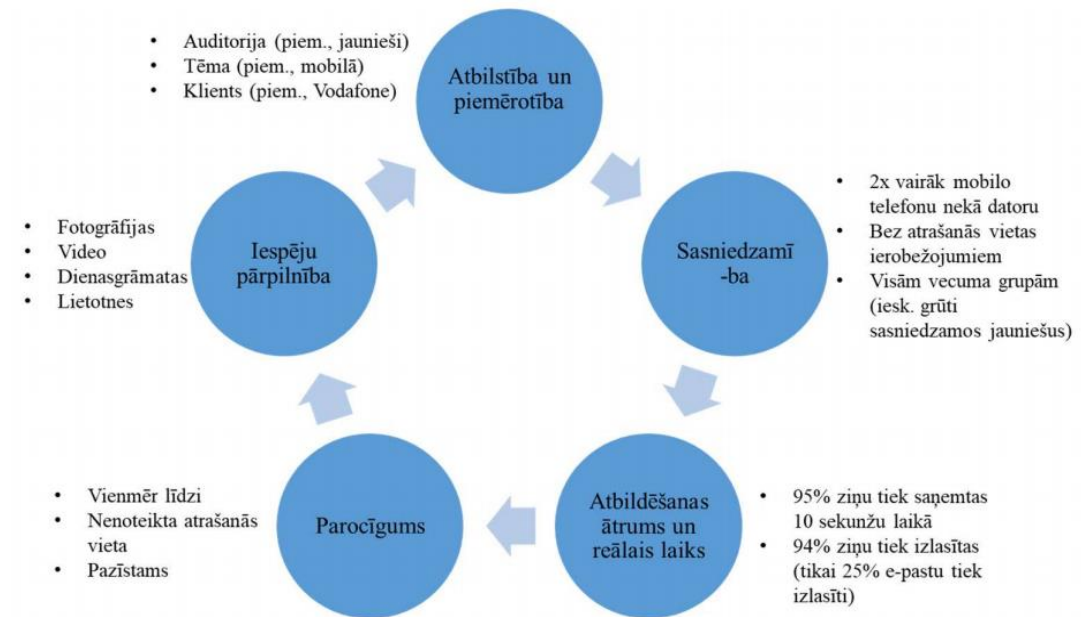 • Auditorija (piem., jaunieši)
• Tēma (piem., mobilā)
• Klients (piem., Vodafone)
Atbilstība un
piemērotība
• 2x vairāk mobilo
telefonu nekā datoru
• Bez atrašanās vietas
ierobežojumiem
• Visām vecuma grupām
(iesk. grūti
sasniedzamos jauniešus)
Sasniedzamī
-ba
• Fotogrāfijas
• Video
• Dienasgrāmatas
• Lietotnes
Iespēju
pārpilnība
• Vienmēr līdzi
• Nenoteikta atrašanās
vieta
• Pazīstams
Parocīgums
Atbildēšanas
ātrums un
reālais laiks
• 95% ziņu tiek saņemtas
10 sekunžu laikā
• 94% ziņu tiek izlasītas
(tikai 25% e-pastu tiek
izlasīti)